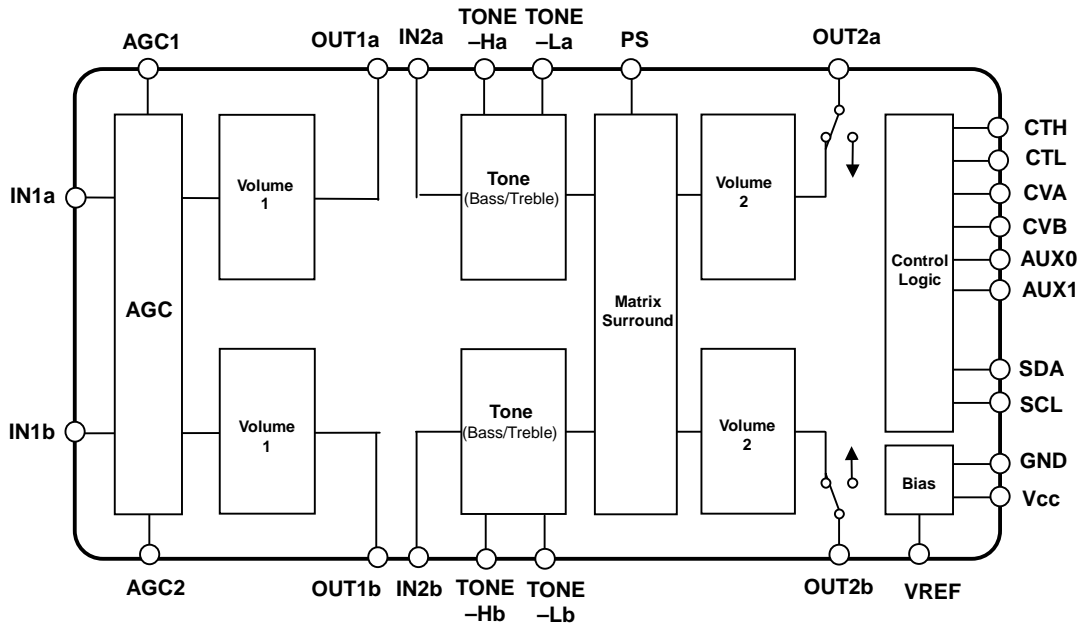 AGC1
OUT1a
IN2a
TONE
–Ha
TONE
–La
PS
OUT2a
IN1a
IN1b
AGC
Volume
1
Volume
1
Tone
(Bass/Treble)
Tone
(Bass/Treble)
Matrix
Surround
Volume
2
Volume
2
Control
Logic
Bias
CTH
CTL
CVA
CVB
AUX0
AUX1
SDA
SCL
GND
Vcc
AGC2
OUT1b
IN2b
TONE
–Hb
TONE
–Lb
OUT2b
VREF